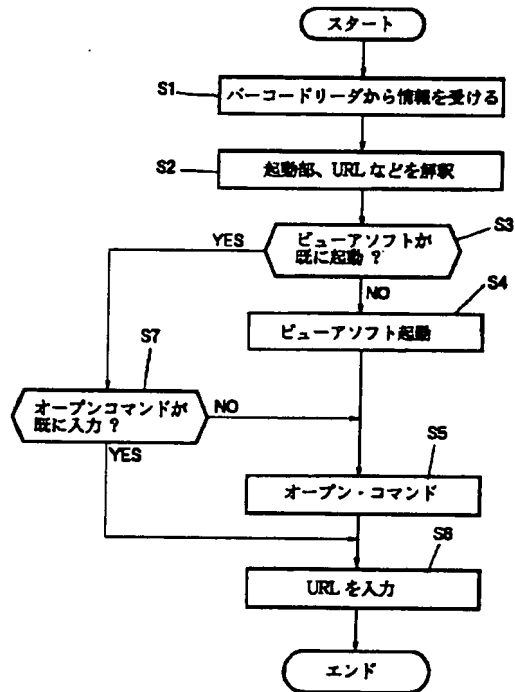 スタート
S1
バーコードリーダから情報を受ける
S2
起動部、URLなどを解釈
S3
ビューアソフトが
既に起動?
YES
NO
S4
ビューアソフト起動
S7
オープンコマンドが
既に入力?
NO
YES
S5
オープン・コマンド
S6
URLを入力
エンド